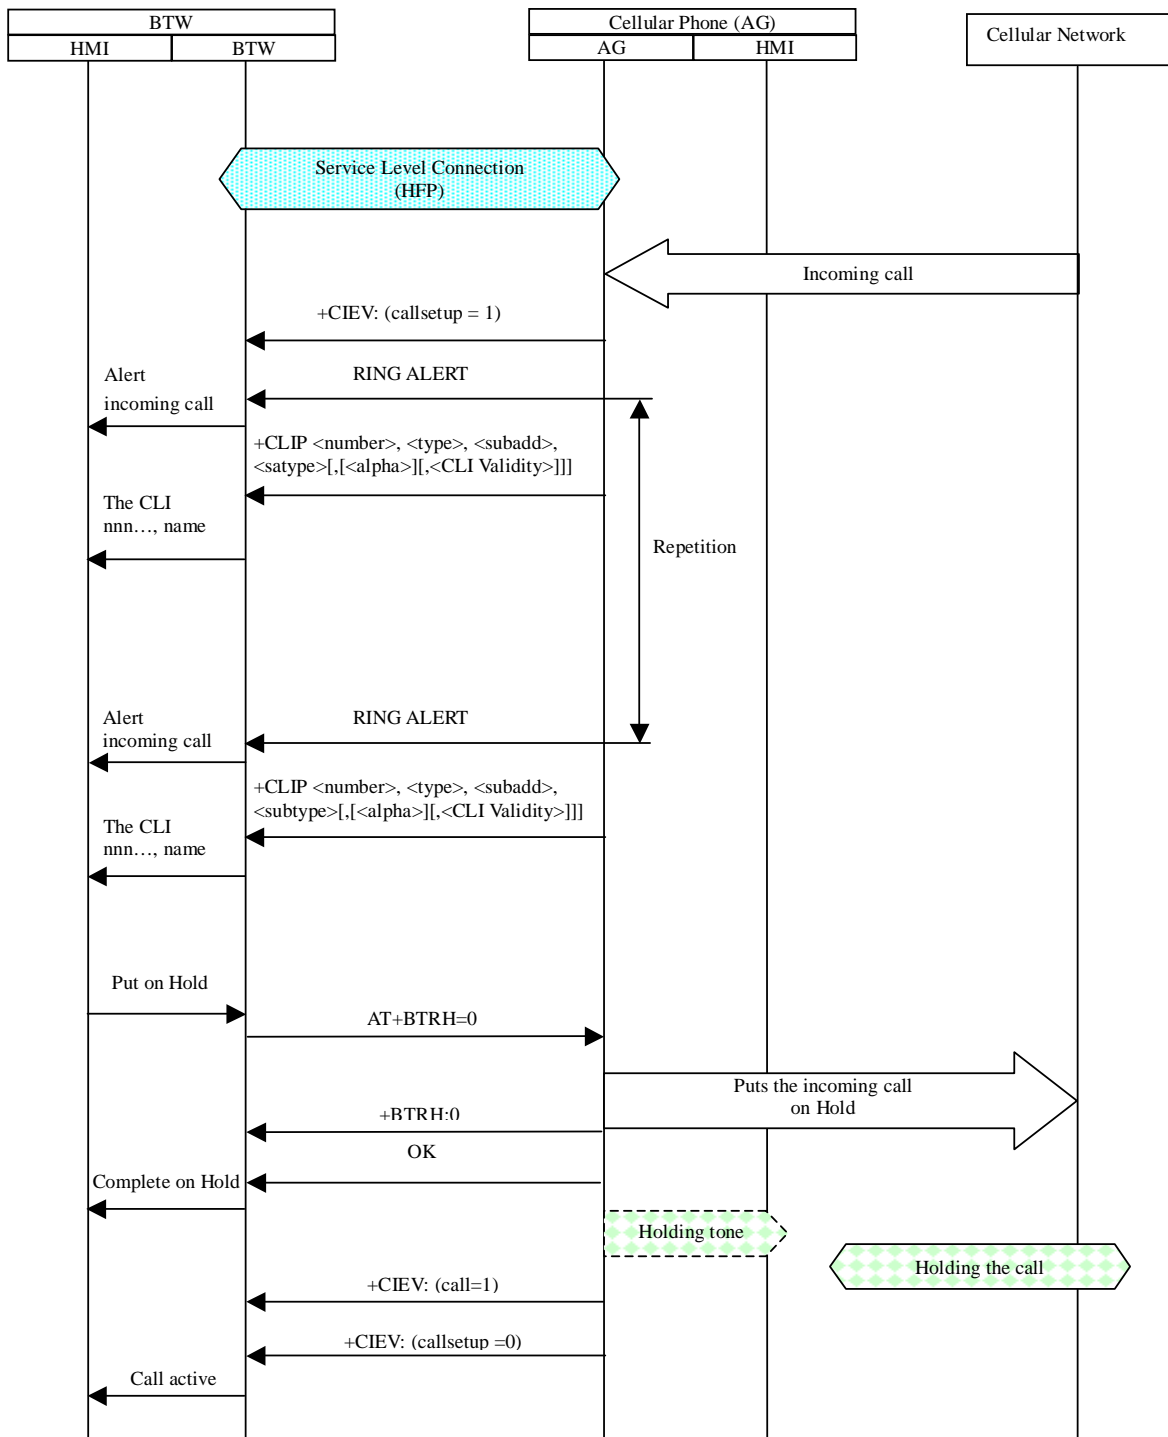 BTW
HMI
BTW
Cellular Phone (AG)
AG
HMI
Cellular Network
Service Level Connection
(HFP)
Incoming call
+CIEV: (callsetup = 1)
RING ALERT
Alert
incoming call
+CLIP <number>, <type>, <subadd>,
<satype>[,[<alpha>][,<CLI Validity>]]]
The CLI
nnn…, name
Repetition
RING ALERT
Alert
incoming call
+CLIP <number>, <type>, <subadd>,
<subtype>[,[<alpha>][,<CLI Validity>]]]
The CLI
nnn…, name
Put on Hold
AT+BTRH=0
Puts the incoming call
on Hold
+BTRH:0
OK
Complete on Hold
Holding tone
Holding the call
+CIEV: (call=1)
+CIEV: (callsetup =0)
Call active